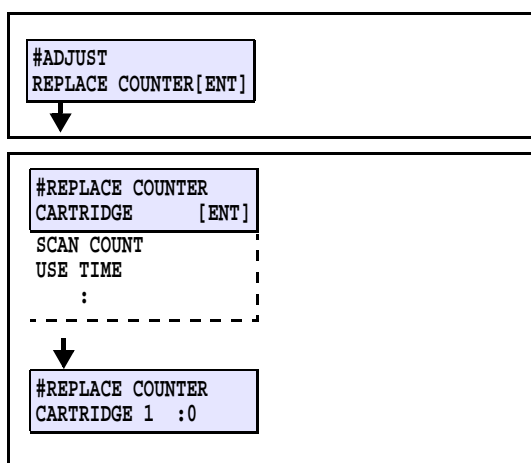 #ADJUST
REPLACE COUNTER[ENT]
#REPLACE COUNTER
CARTRIDGE [ENT]
SCAN COUNT
USE TIME
:
#REPLACE COUNTER
CARTRIDGE 1 :0